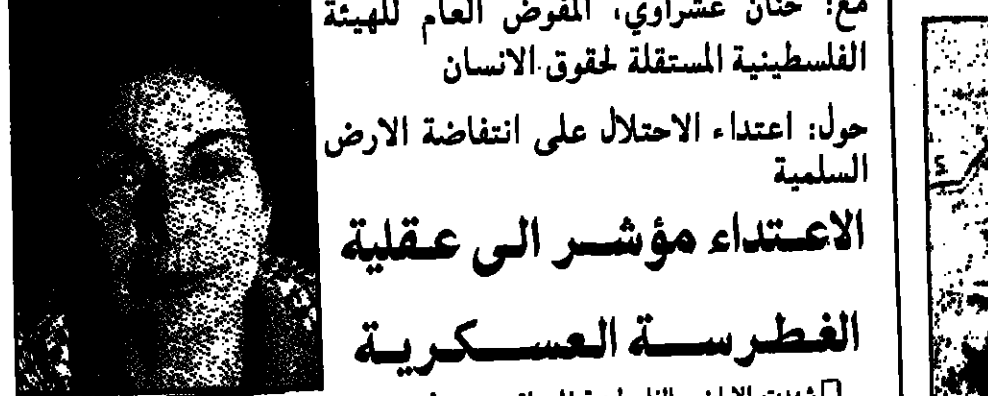 مع: حنان عشراوي، المفوض العام للهيئة
الفلسطينية المستقلة لحقوق الانسان
حول: اعتداء الاحتلال على انتفاضة الارض
السلمية
الاعتداء مؤشر الى عقلية
الغطرسة العسكرية